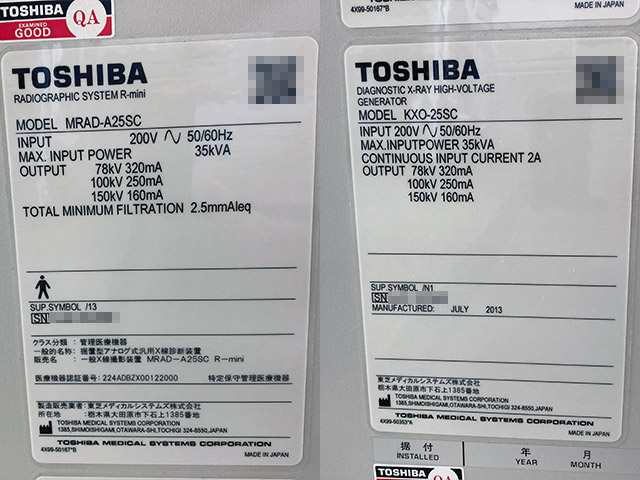 TOSHIBA
EXAMINED
GOOD
QA
TOSHIBA
RADIOGRAPHIC SYSTEM R-mini
MODEL MRAD-A25SC
INPUT 200V 50/60Hz
MAX. INPUT POWER 35kVA
OUTPUT 78kV 320mA
100kV 250mA
150kV 160mA
TOTAL MINIMUM FILTRATION 2.5mmAleq
SUP.SYMBOL /13
SN
クラス分類: 管理医療機器
一般的名称: 据置型アナログ式汎用X線診断装置
販売名 : 一般X線撮影装置 MRAD-A25SC R-mini
医療機器認証番号: 224ADBZX00122000 特定保守管理医療機器
製造販売業者: 東芝メディカルシステムズ株式会社
所在地 : 栃木県大田原市下石上1385番地
TOSHIBA MEDICAL SYSTEMS CORPORATION
1385,SHIMOISHIGAMI,OTAWARA-SHI,TOCHIGI 324-8550,JAPAN
TOSHIBA MEDICAL SYSTEMS CORPORATION
4X99-50167*B MADE IN JAPAN
4X99-50167*B MADE IN JAPAN
TOSHIBA
DIAGNOSTIC X-RAY HIGH-VOLTAGE
GENERATOR
MODEL KXO-25SC
INPUT 200V 50/60Hz
MAX.INPUTPOWER 35kVA
CONTINUOUS INPUT CURRENT 2A
OUTPUT 78kV 320mA
100kV 250mA
150kV 160mA
SUP.SYMBOL /N1
SN
MANUFACTURED: JULY 2013
東芝メディカルシステムズ株式会社
栃木県大田原市下石上1385番地
TOSHIBA MEDICAL SYSTEMS CORPORATION
1385,SHIMOISHIGAMI,OTAWARA-SHI,TOCHIGI 324-8550,JAPAN
4X99-50353*A MADE IN JAPAN
据付 年 月
INSTALLED YEAR MONTH
TOSHIBA
QA